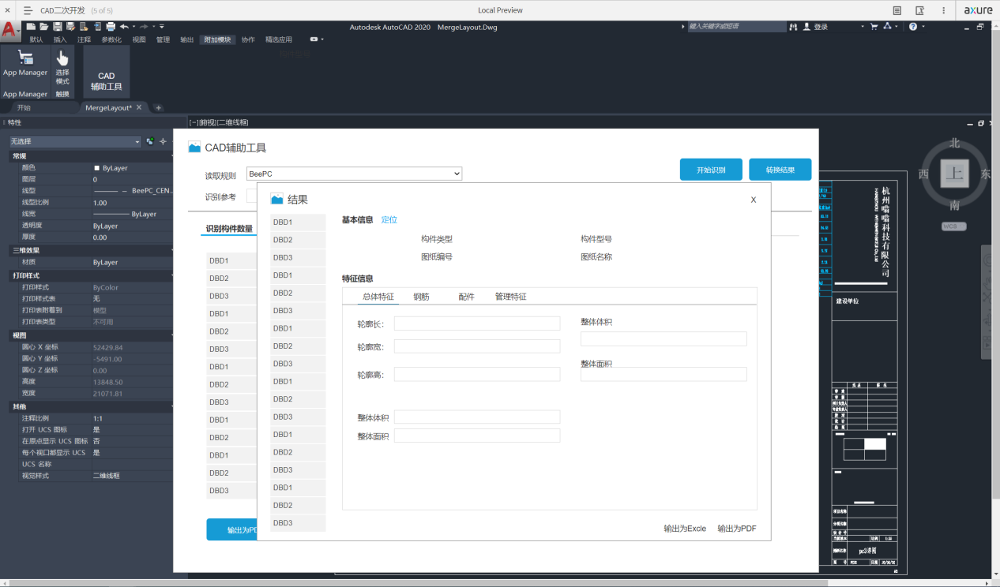 CAD二次开发 (5 of 5)
Local Preview
axure
Autodesk AutoCAD 2020 MergeLayout.Dwg
键入关键字或短语
登录
默认 插入 注释 参数化 视图 管理 输出 附加模块 协作 精选应用
App Manager
选择
模式
CAD
辅助工具
App Manager 触摸
开始
MergeLayout*
特性
[−]俯视][二维线框]
无选择
常规
颜色 ByLayer
图层 0
线型 BeePC_CEN...
线型比例 1.00
线宽 ByLayer
透明度 ByLayer
厚度 0.00
三维效果
材质 ByLayer
打印样式
打印样式 ByColor
打印样式表 无
打印表附着到 模型
打印表类型 不可用
视图
圆心 X 坐标 52429.84
圆心 Y 坐标 -5491.00
圆心 Z 坐标 0.00
高度 13848.50
宽度 21071.81
其他
注释比例 1:1
打开 UCS 图标 是
在原点显示 UCS 图标 否
每个视口都显示 UCS 是
UCS 名称
视觉样式 二维线框
CAD辅助工具
读取规则 BeePC
开始识别
转换结果
识别参考
识别构件数量
DBD1
DBD2
DBD3
DBD1
DBD2
DBD3
DBD1
DBD2
DBD3
DBD1
DBD2
DBD1
DBD2
DBD3
输出为PD
结果
X
DBD1
DBD2
DBD3
DBD1
DBD2
DBD3
DBD1
DBD2
DBD3
DBD1
DBD2
DBD3
DBD1
DBD2
DBD3
DBD1
DBD2
DBD3
基本信息 定位
构件类型 构件型号
图纸编号 图纸名称
特征信息
总体特征 钢筋 配件 管理特征
轮廓长: 整体体积
轮廓宽:
轮廓高: 整体面积
整体体积
整体面积
输出为Excle 输出为PDF
北
西 上 东
南
WCS
杭州嗡嗡科技有限公司
建设单位
pc3详图